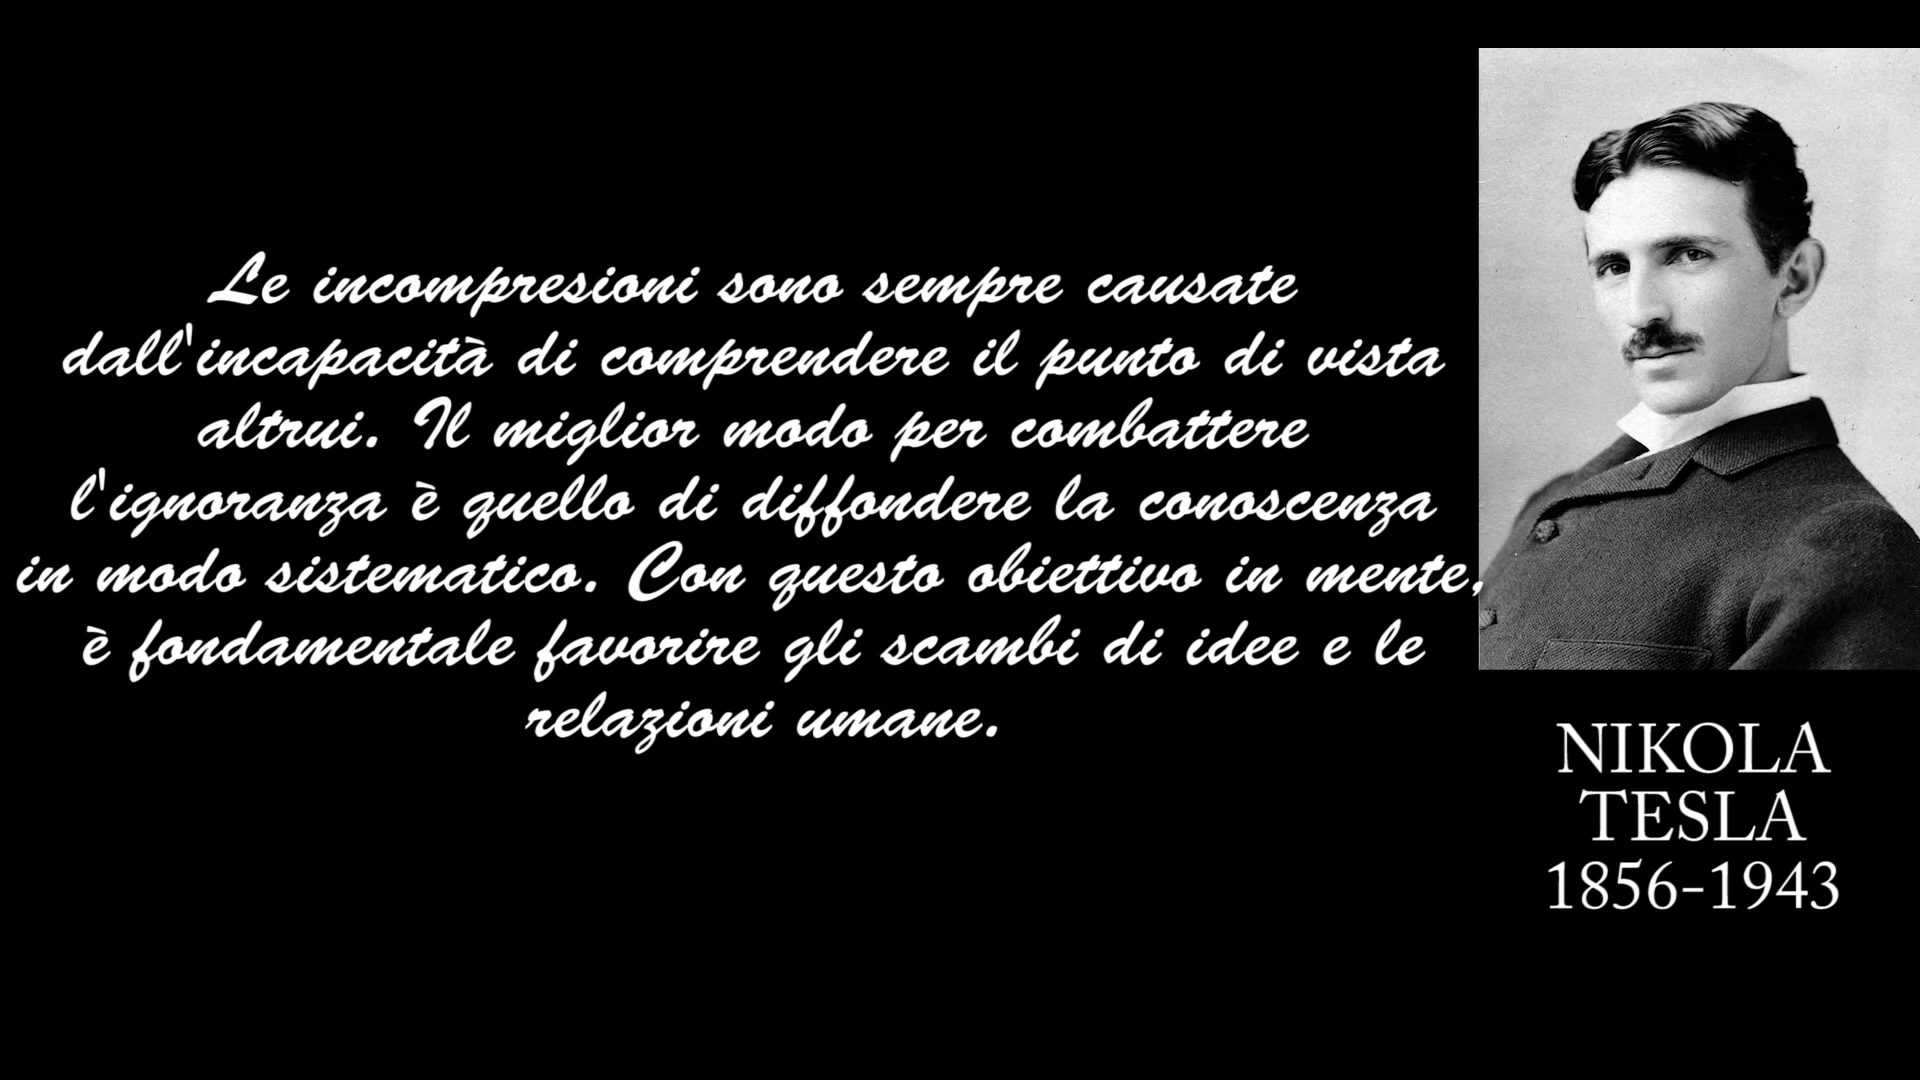 Le incompresioni sono sempre causate
dall'incapacità di comprendere il punto di vista
altrui. Il miglior modo per combattere
l'ignoranza è quello di diffondere la conoscenza
in modo sistematico. Con questo obiettivo in mente,
è fondamentale favorire gli scambi di idee e le
relazioni umane.
NIKOLA
TESLA
1856-1943